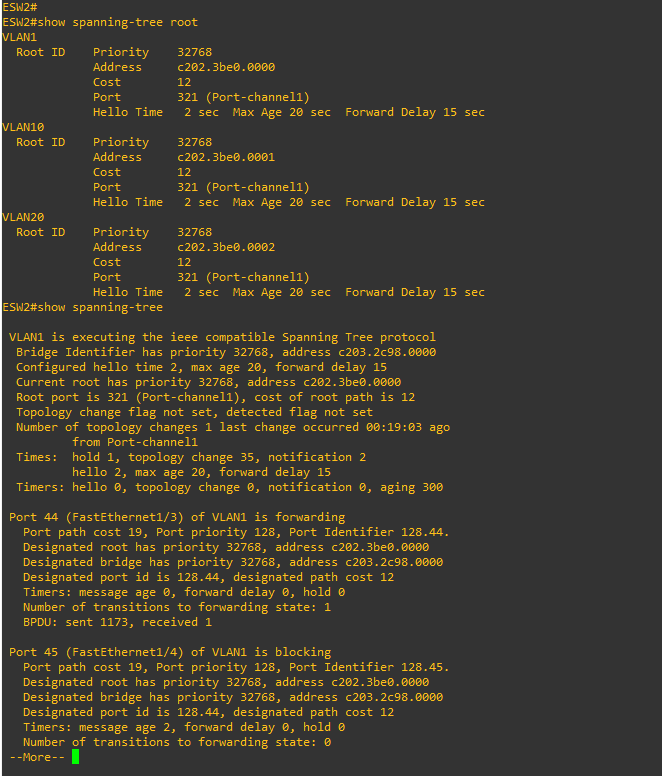 ESW2#
ESW2#show spanning-tree root
VLAN1
  Root ID    Priority    32768
             Address     c202.3be0.0000
             Cost        12
             Port        321 (Port-channel1)
             Hello Time   2 sec  Max Age 20 sec  Forward Delay 15 sec
VLAN10
  Root ID    Priority    32768
             Address     c202.3be0.0001
             Cost        12
             Port        321 (Port-channel1)
             Hello Time   2 sec  Max Age 20 sec  Forward Delay 15 sec
VLAN20
  Root ID    Priority    32768
             Address     c202.3be0.0002
             Cost        12
             Port        321 (Port-channel1)
             Hello Time   2 sec  Max Age 20 sec  Forward Delay 15 sec
ESW2#show spanning-tree

 VLAN1 is executing the ieee compatible Spanning Tree protocol
  Bridge Identifier has priority 32768, address c203.2c98.0000
  Configured hello time 2, max age 20, forward delay 15
  Current root has priority 32768, address c202.3be0.0000
  Root port is 321 (Port-channel1), cost of root path is 12
  Topology change flag not set, detected flag not set
  Number of topology changes 1 last change occurred 00:19:03 ago
          from Port-channel1
  Times:  hold 1, topology change 35, notification 2
          hello 2, max age 20, forward delay 15
  Timers: hello 0, topology change 0, notification 0, aging 300

 Port 44 (FastEthernet1/3) of VLAN1 is forwarding
   Port path cost 19, Port priority 128, Port Identifier 128.44.
   Designated root has priority 32768, address c202.3be0.0000
   Designated bridge has priority 32768, address c203.2c98.0000
   Designated port id is 128.44, designated path cost 12
   Timers: message age 0, forward delay 0, hold 0
   Number of transitions to forwarding state: 1
   BPDU: sent 1173, received 1

 Port 45 (FastEthernet1/4) of VLAN1 is blocking
   Port path cost 19, Port priority 128, Port Identifier 128.45.
   Designated root has priority 32768, address c202.3be0.0000
   Designated bridge has priority 32768, address c203.2c98.0000
   Designated port id is 128.44, designated path cost 12
   Timers: message age 2, forward delay 0, hold 0
   Number of transitions to forwarding state: 0
 --More--